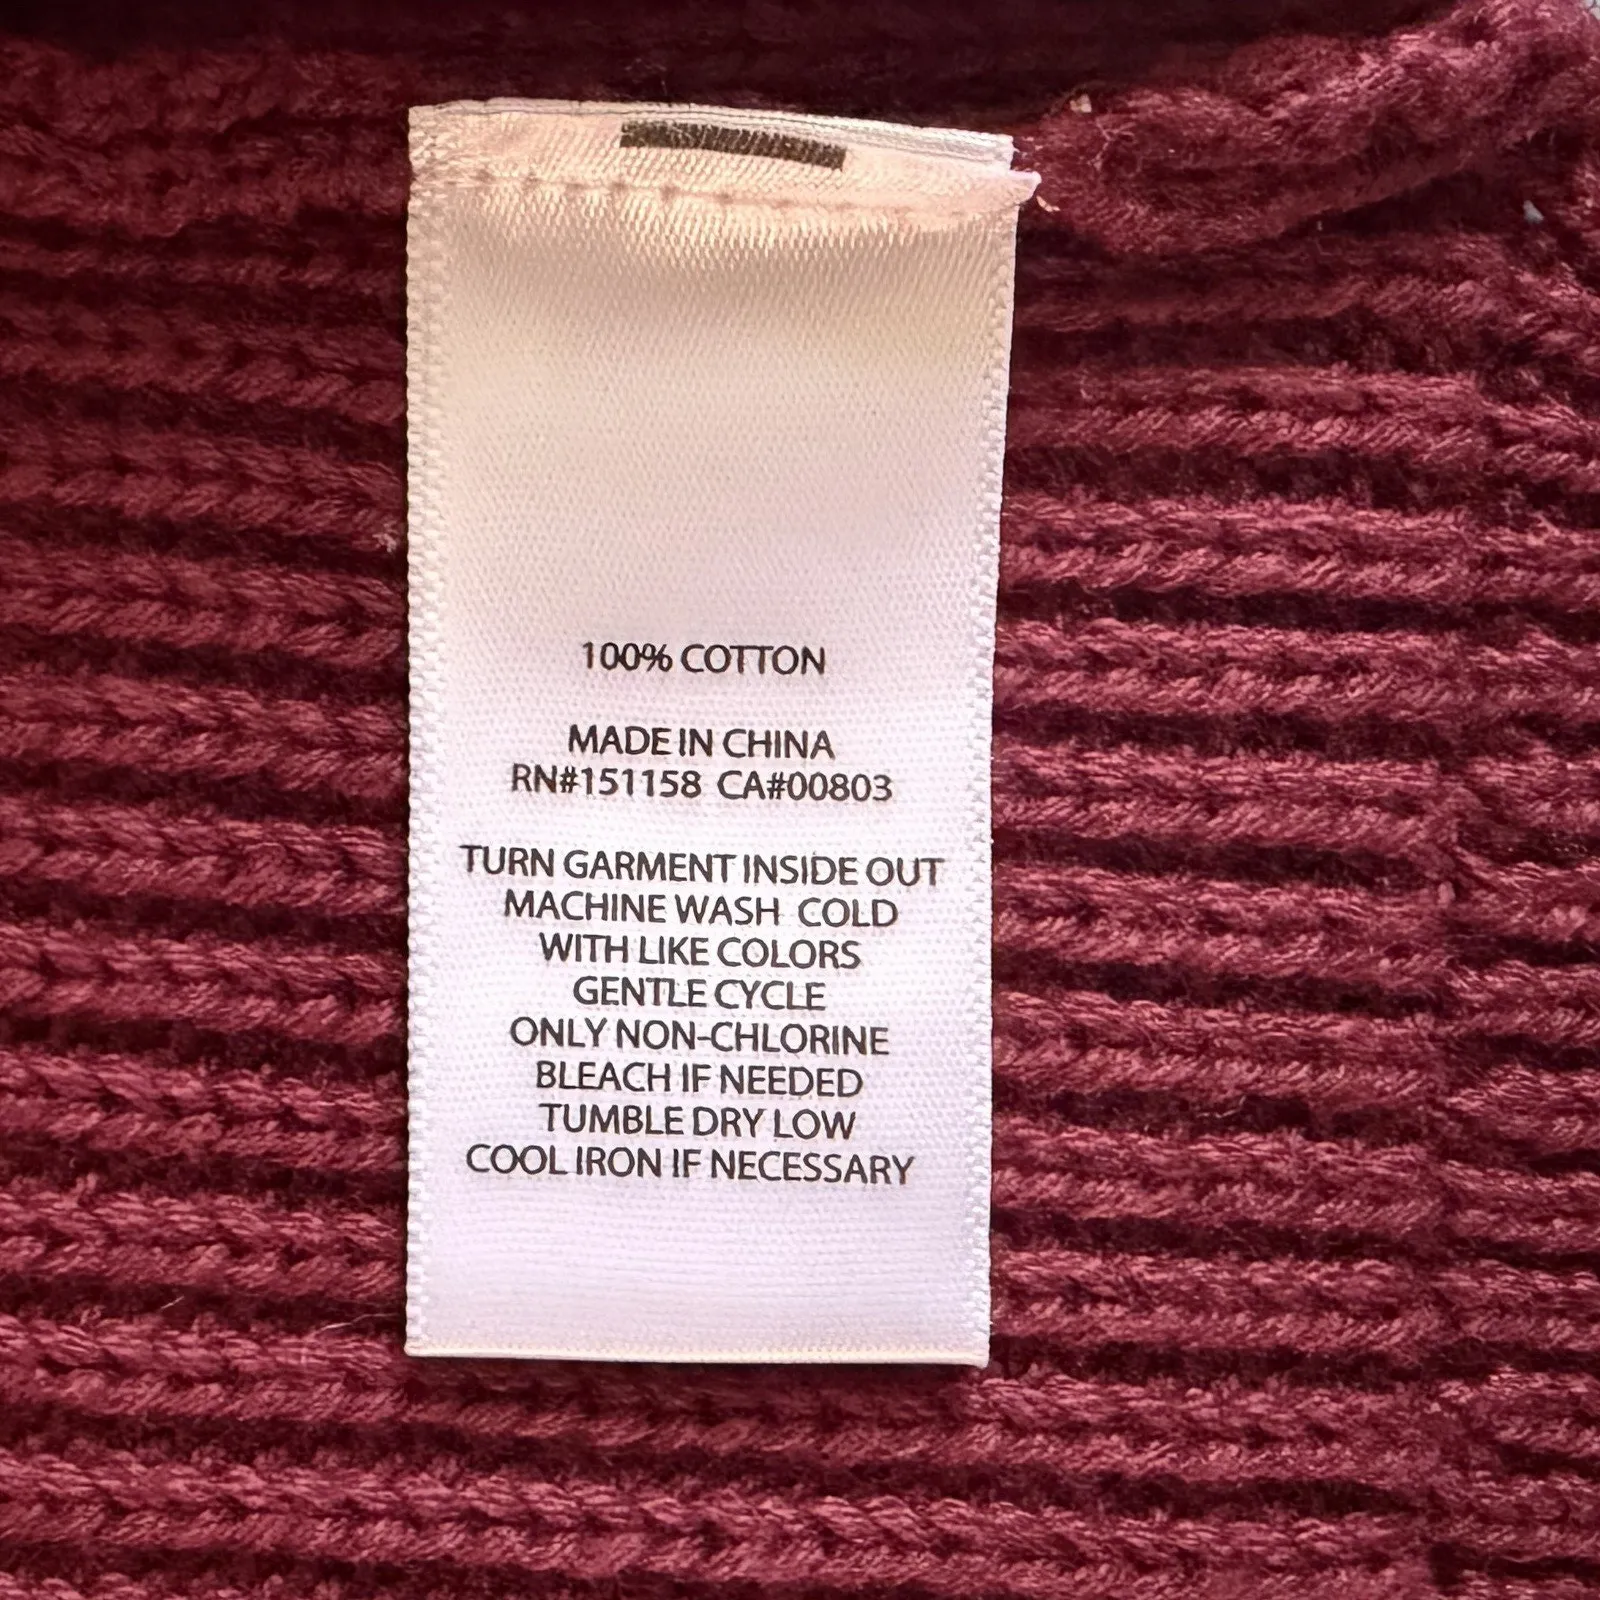 100% COTTON
MADE IN CHINA
RN#151158 CA#00803
TURN GARMENT INSIDE OUT
MACHINE WASH COLD
WITH LIKE COLORS
GENTLE CYCLE
ONLY NON-CHLORINE
BLEACH IF NEEDED
TUMBLE DRY LOW
COOL IRON IF NECESSARY